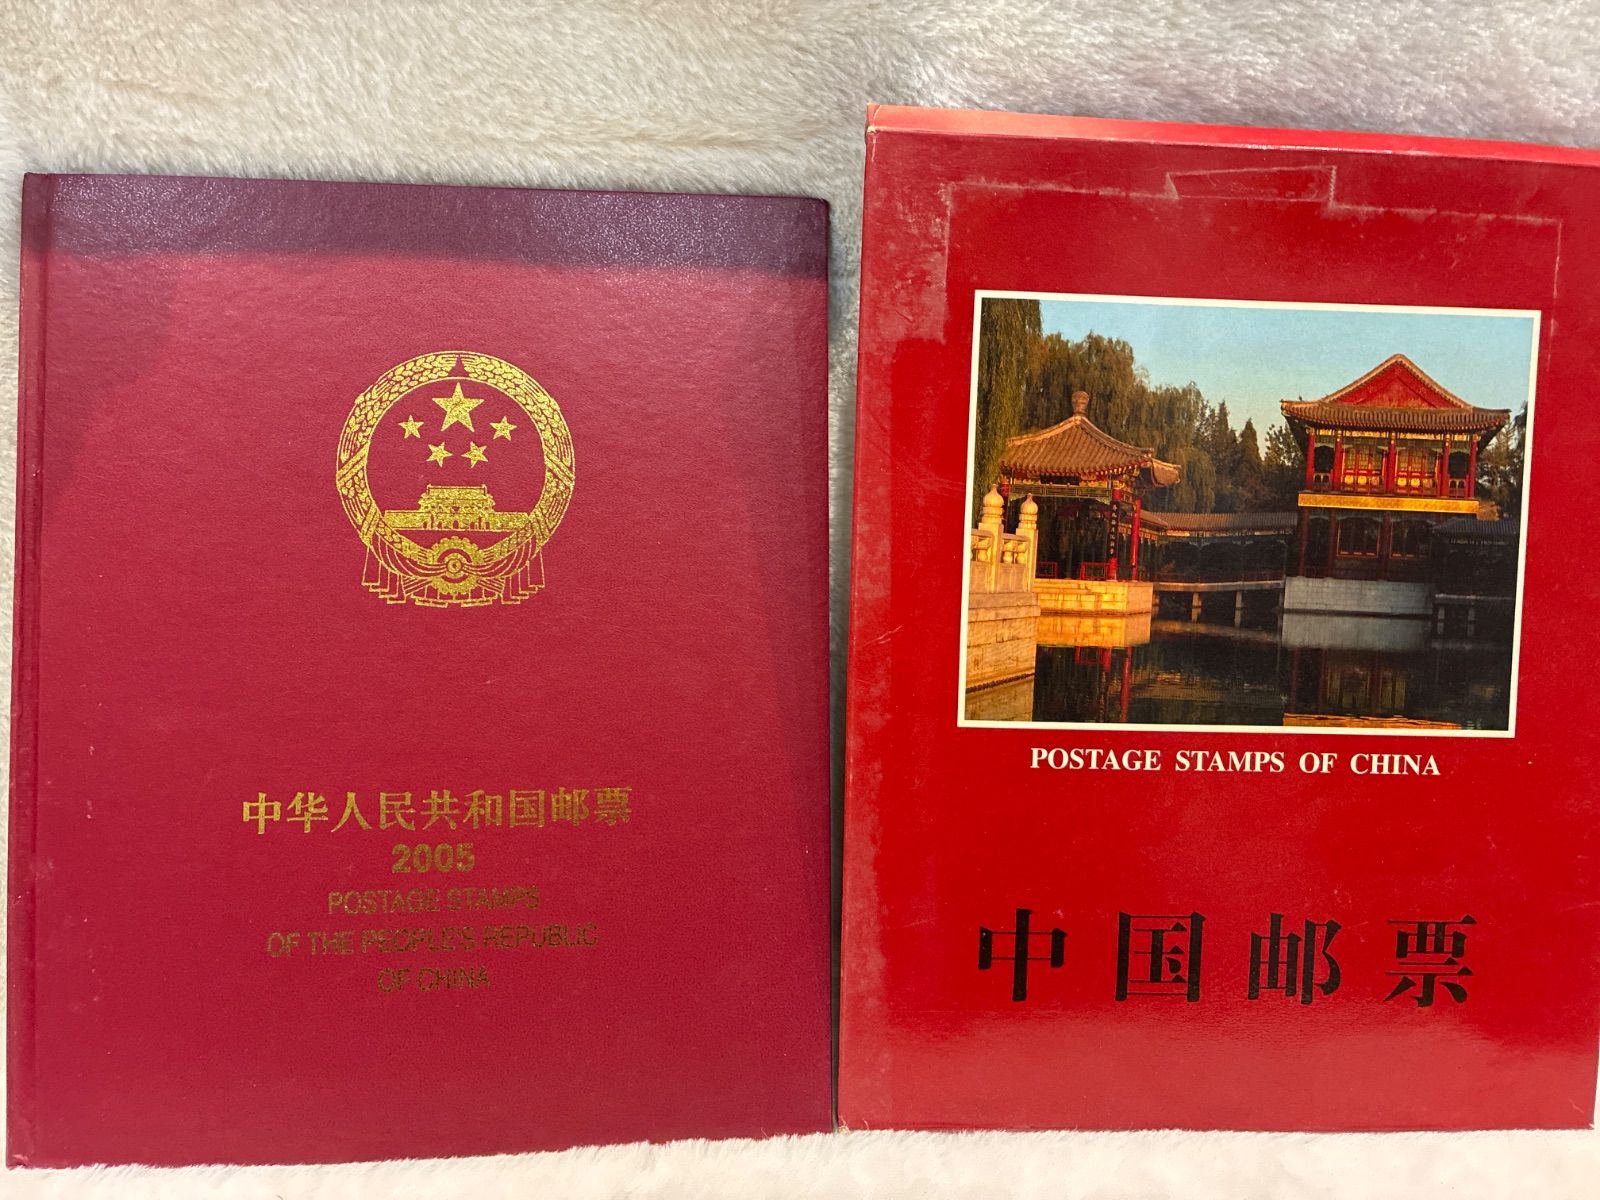 中华人民共和国邮票
2005
POSTAGE STAMPS
OF THE PEOPLE'S REPUBLIC
OF CHINA
POSTAGE STAMPS OF CHINA
中国邮票